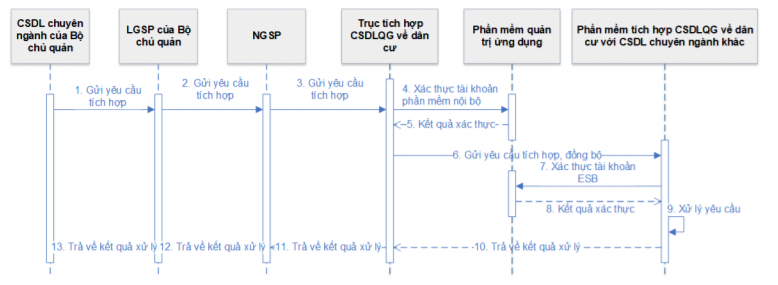 CSDL chuyên
ngành của Bộ
chủ quản
LGSP của Bộ
chủ quản
NGSP
Trục tích hợp
CSDLQG về dân
cư
Phần mềm quản
trị ứng dụng
Phần mềm tích hợp CSDLQG về dân
cư với CSDL chuyên ngành khác
1. Gửi yêu cầu
tích hợp
2. Gửi yêu cầu
tích hợp
3. Gửi yêu cầu
tích hợp
4. Xác thực tài khoản
phần mềm nội bộ
5. Kết quả xác thực
6. Gửi yêu cầu tích hợp, đồng bộ
7. Xác thực tài khoản
ESB
8. Kết quả xác thực
9. Xử lý yêu cầu
13. Trả về kết quả xử lý
12. Trả về kết quả xử lý
11. Trả về kết quả xử lý
10. Trả về kết quả xử lý